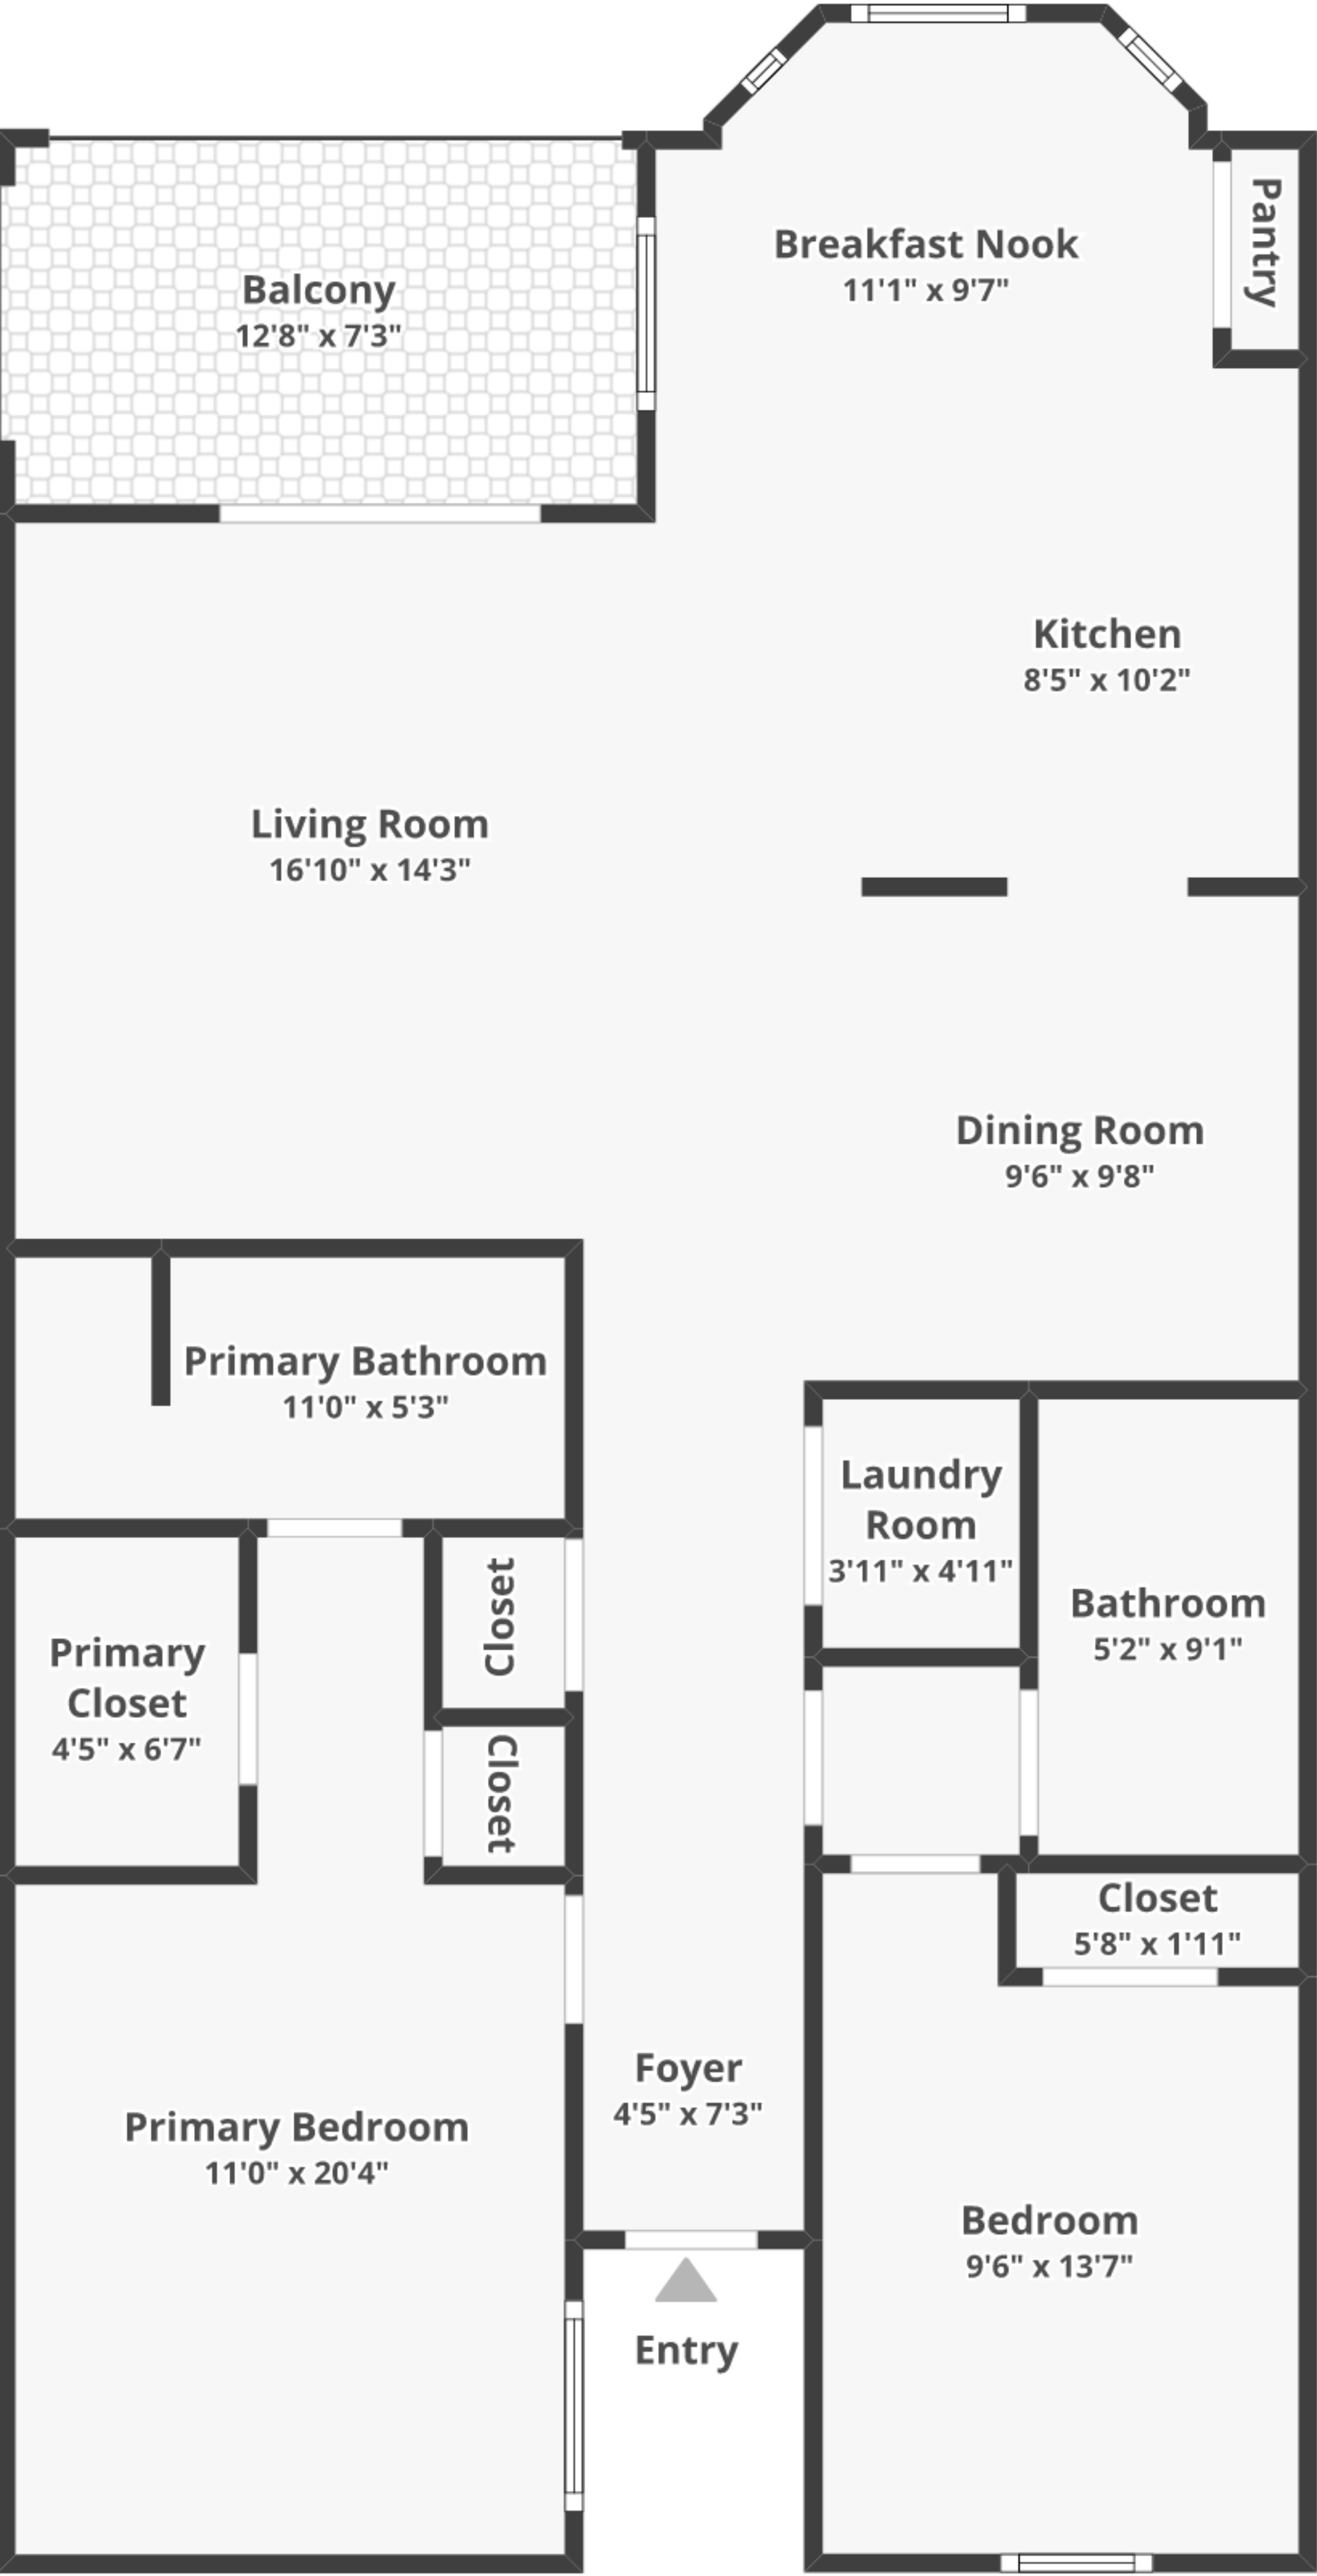 Breakfast Nook
11'1" x 9'7"
Pantry
Balcony
12'8" x 7'3"
Kitchen
8'5" x 10'2"
Living Room
16'10" x 14'3"
Dining Room
9'6" x 9'8"
Primary Bathroom
11'0" x 5'3"
Laundry
Room
3'11" x 4'11"
Closet
Bathroom
5'2" x 9'1"
Primary
Closet
4'5" x 6'7"
Closet
Closet
5'8" x 1'11"
Foyer
4'5" x 7'3"
Primary Bedroom
11'0" x 20'4"
Bedroom
9'6" x 13'7"
Entry